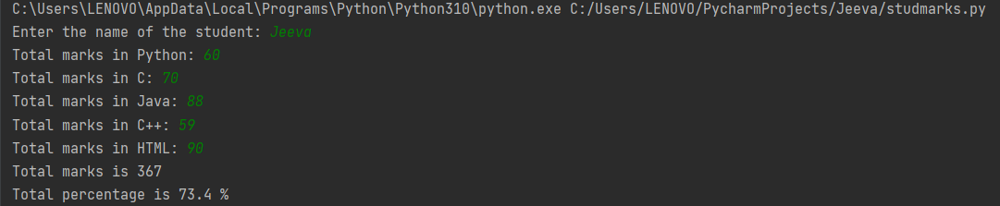 C:\Users\LENOVO\AppData\Local\Programs\Python\Python310\python.exe C:/Users/LENOVO/PycharmProjects/Jeeva/studmarks.py
Enter the name of the student: Jeeva
Total marks in Python: 60
Total marks in C: 70
Total marks in Java: 88
Total marks in C++: 59
Total marks in HTML: 90
Total marks is 367
Total percentage is 73.4 %